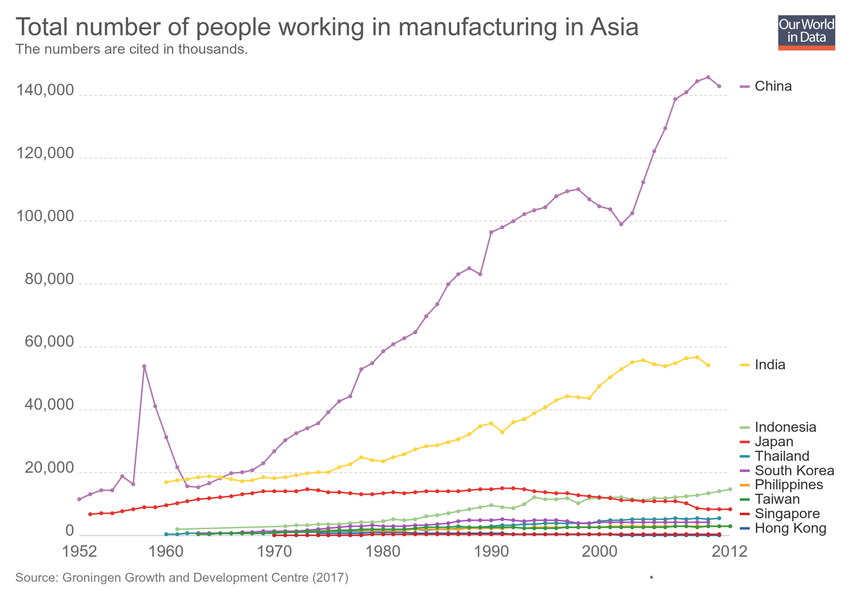 Total number of people working in manufacturing in Asia
The numbers are cited in thousands.
Our World
in Data
140,000
120,000
100,000
80,000
60,000
40,000
20,000
0
1952 1960 1970 1980 1990 2000 2012
China
India
Indonesia
Japan
Thailand
South Korea
Philippines
Taiwan
Singapore
Hong Kong
Source: Groningen Growth and Development Centre (2017)